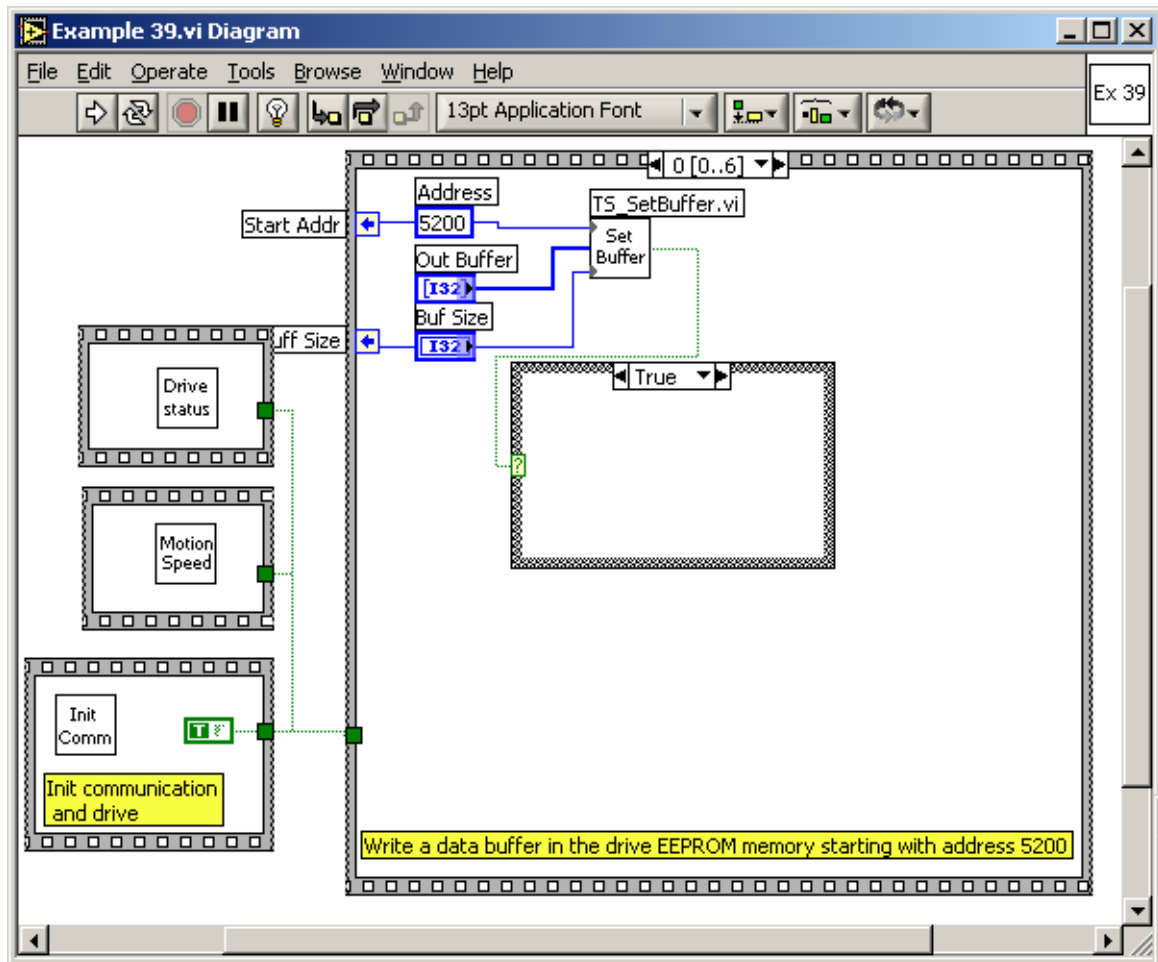 Example 39.vi Diagram
File Edit Operate Tools Browse Window Help
13pt Application Font
Ex 39
0 [0..6]
Address
TS_SetBuffer.vi
Start Addr
5200
Set
Buffer
Out Buffer
[I32]
Buf Size
uff Size
I32
True
Drive
status
?
Motion
Speed
Init
Comm
T
Init communication
and drive
Write a data buffer in the drive EEPROM memory starting with address 5200